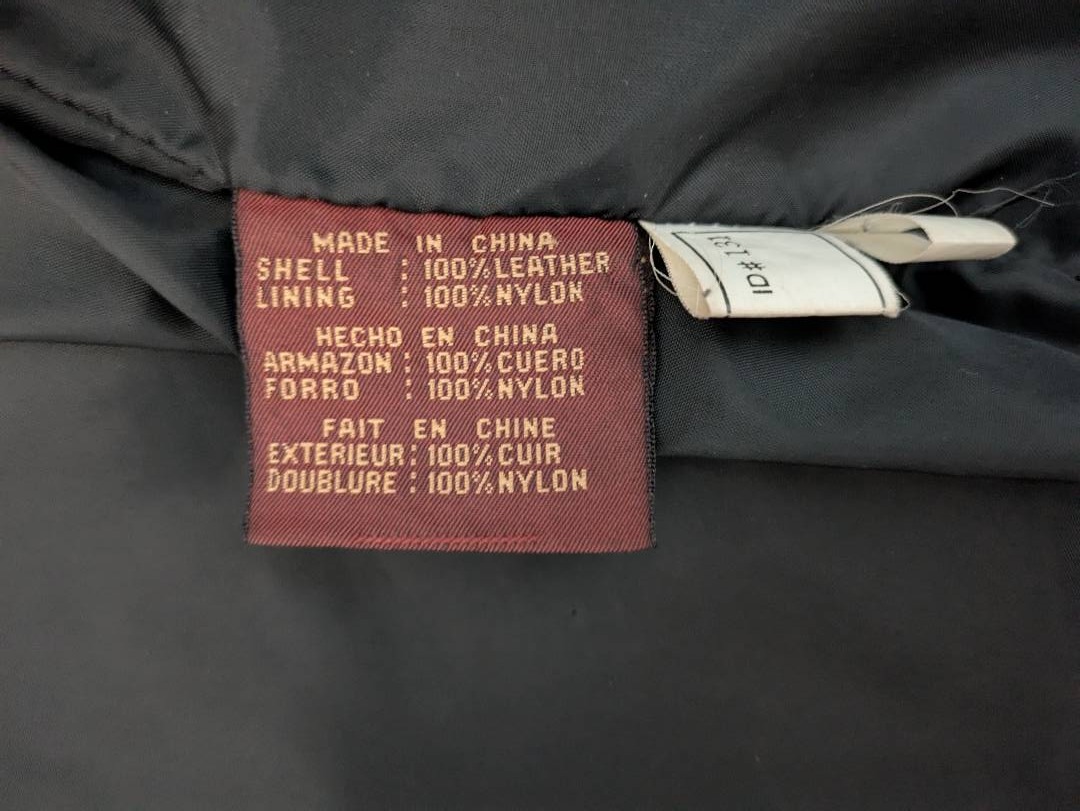 MADE IN CHINA
SHELL : 100% LEATHER
LINING : 100% NYLON
HECHO EN CHINA
ARMAZON : 100% CUERO
FORRO : 100% NYLON
FAIT EN CHINE
EXTERIEUR : 100% CUIR
DOUBLURE : 100% NYLON
ID#